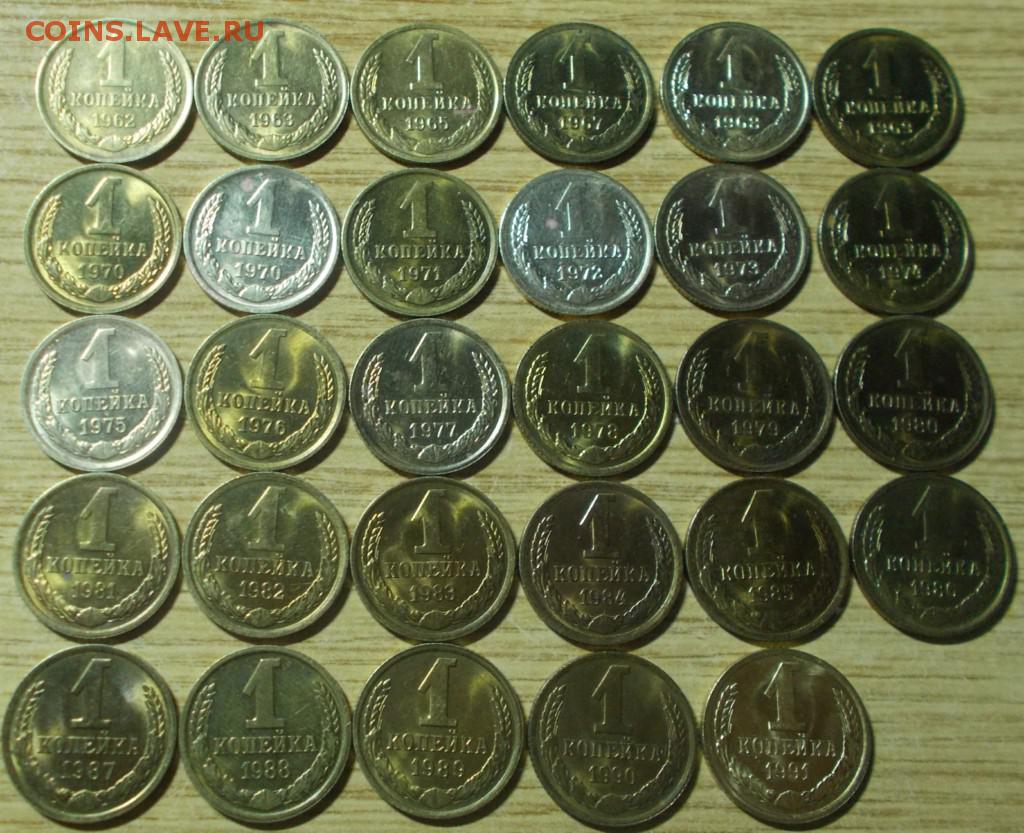 COINS.LAVE.RU
1
КОПЕЙКА
1962
1
КОПЕЙКА
1963
1
КОПЕЙКА
1965
1
КОПЕЙКА
1967
1
КОПЕЙКА
1968
1
КОПЕЙКА
1969
1
КОПЕЙКА
1970
1
КОПЕЙКА
1970
1
КОПЕЙКА
1971
1
КОПЕЙКА
1972
1
КОПЕЙКА
1973
1
КОПЕЙКА
1974
1
КОПЕЙКА
1975
1
КОПЕЙКА
1976
1
КОПЕЙКА
1977
1
КОПЕЙКА
1978
1
КОПЕЙКА
1979
1
КОПЕЙКА
1980
1
КОПЕЙКА
1981
1
КОПЕЙКА
1982
1
КОПЕЙКА
1983
1
КОПЕЙКА
1984
1
КОПЕЙКА
1985
1
КОПЕЙКА
1986
1
КОПЕЙКА
1987
1
КОПЕЙКА
1988
1
КОПЕЙКА
1989
1
КОПЕЙКА
1990
1
КОПЕЙКА
1991